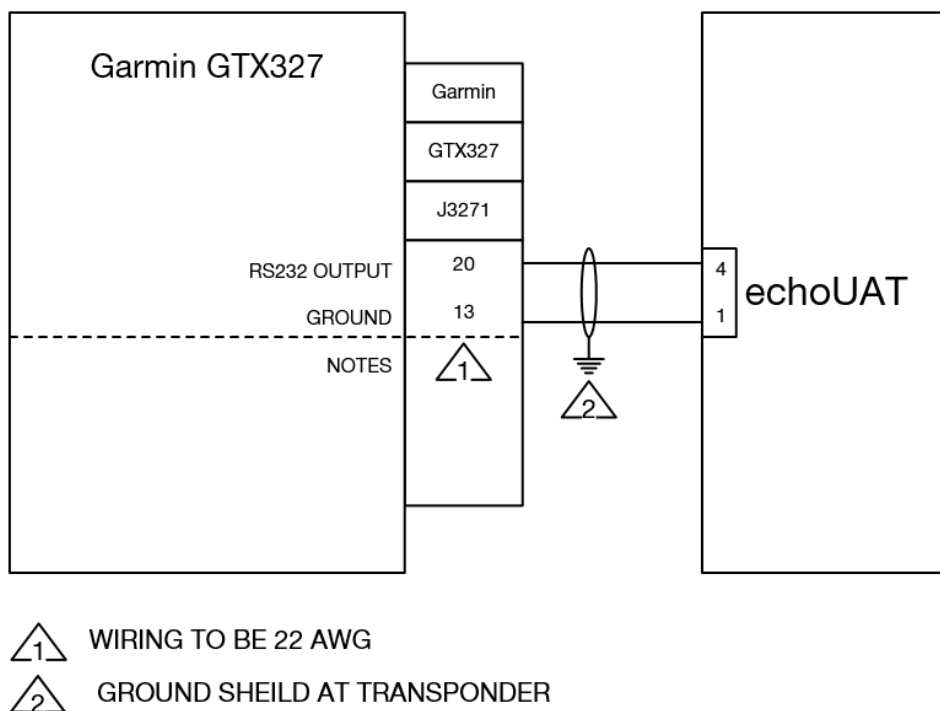 Garmin GTX327
Garmin
GTX327
J3271
RS232 OUTPUT 20 4
echoUAT
GROUND 13 1
NOTES 1
2
1 WIRING TO BE 22 AWG
2 GROUND SHEILD AT TRANSPONDER